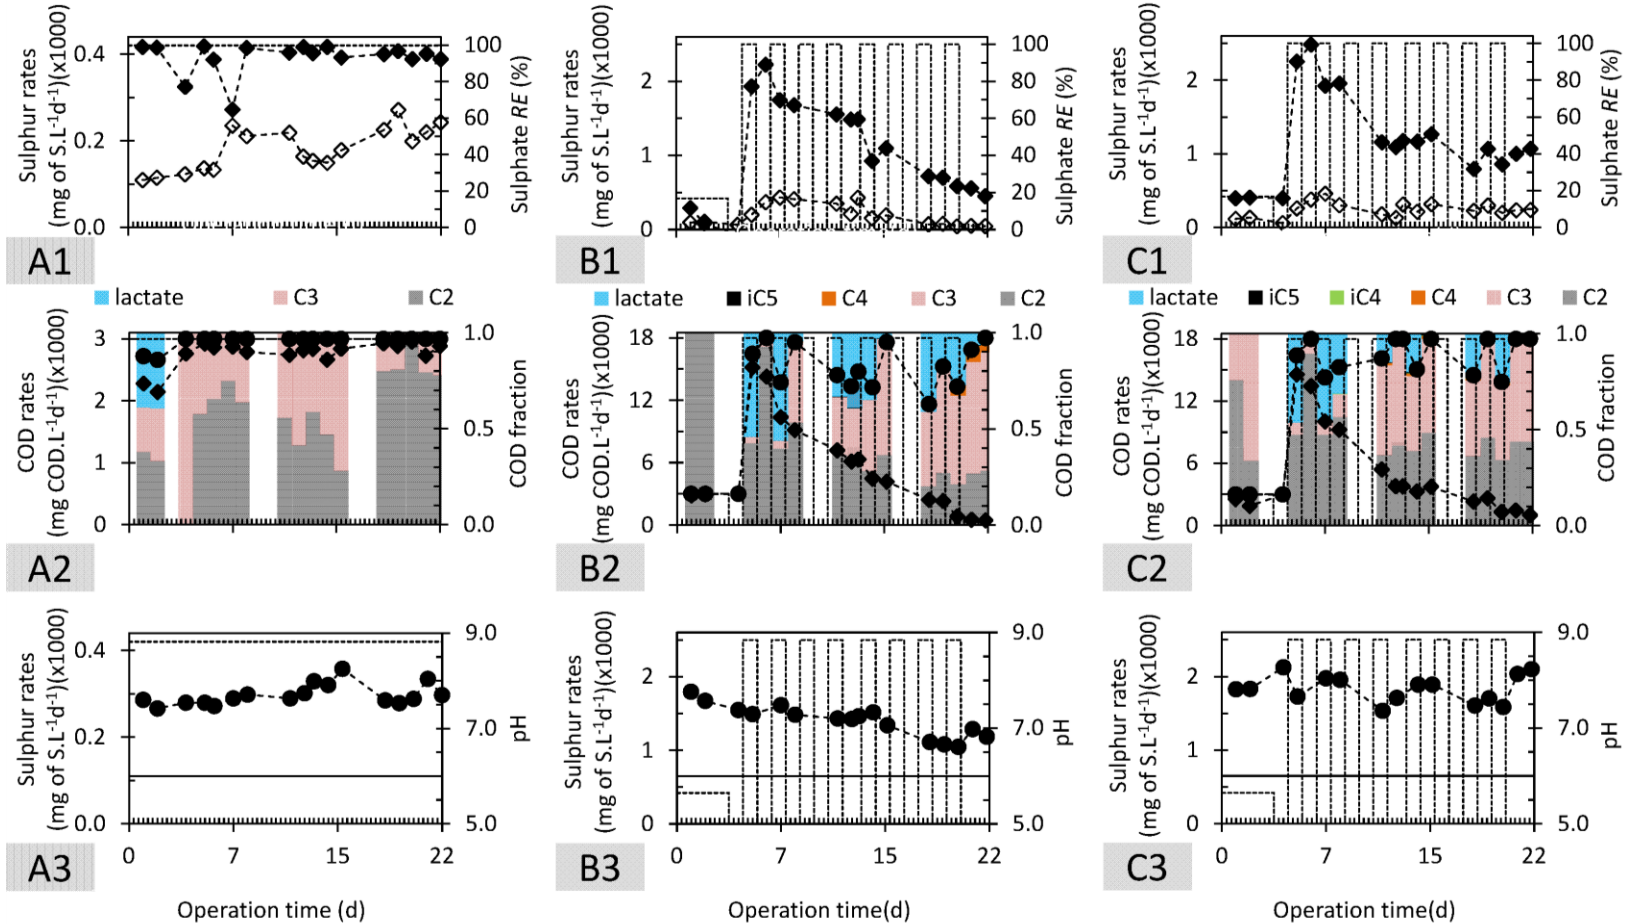 Sulphur rates
(mg of S.L⁻¹d⁻¹)(x1000)
0.4
0.2
0.0
100
80
60
40
20
0
Sulphate RE (%)
A1
Sulphur rates
(mg of S.L⁻¹d⁻¹)(x1000)
2
1
0
100
80
60
40
20
0
Sulphate RE (%)
B1
Sulphur rates
(mg of S.L⁻¹d⁻¹)(x1000)
2
1
0
100
80
60
40
20
0
Sulphate RE (%)
C1
lactate C3 C2
COD rates
(mg COD.L⁻¹d⁻¹)(x1000)
3
2
1
0
1.0
0.5
0.0
COD fraction
A2
lactate iC5 C4 C3 C2
COD rates
(mg COD.L⁻¹d⁻¹)(x1000)
18
12
6
0
1.0
0.5
0.0
COD fraction
B2
lactate iC5 iC4 C4 C3 C2
COD rates
(mg COD.L⁻¹d⁻¹)(x1000)
18
12
6
0
1.0
0.5
0.0
COD fraction
C2
Sulphur rates
(mg of S.L⁻¹d⁻¹)(x1000)
0.4
0.2
0.0
9.0
7.0
5.0
pH
A3
0 7 15 22
Operation time (d)
Sulphur rates
(mg of S.L⁻¹d⁻¹)(x1000)
2
1
0
9.0
7.0
5.0
pH
B3
0 7 15 22
Operation time(d)
Sulphur rates
(mg of S.L⁻¹d⁻¹)(x1000)
2
1
0
9.0
7.0
5.0
pH
C3
0 7 15 22
Operation time(d)